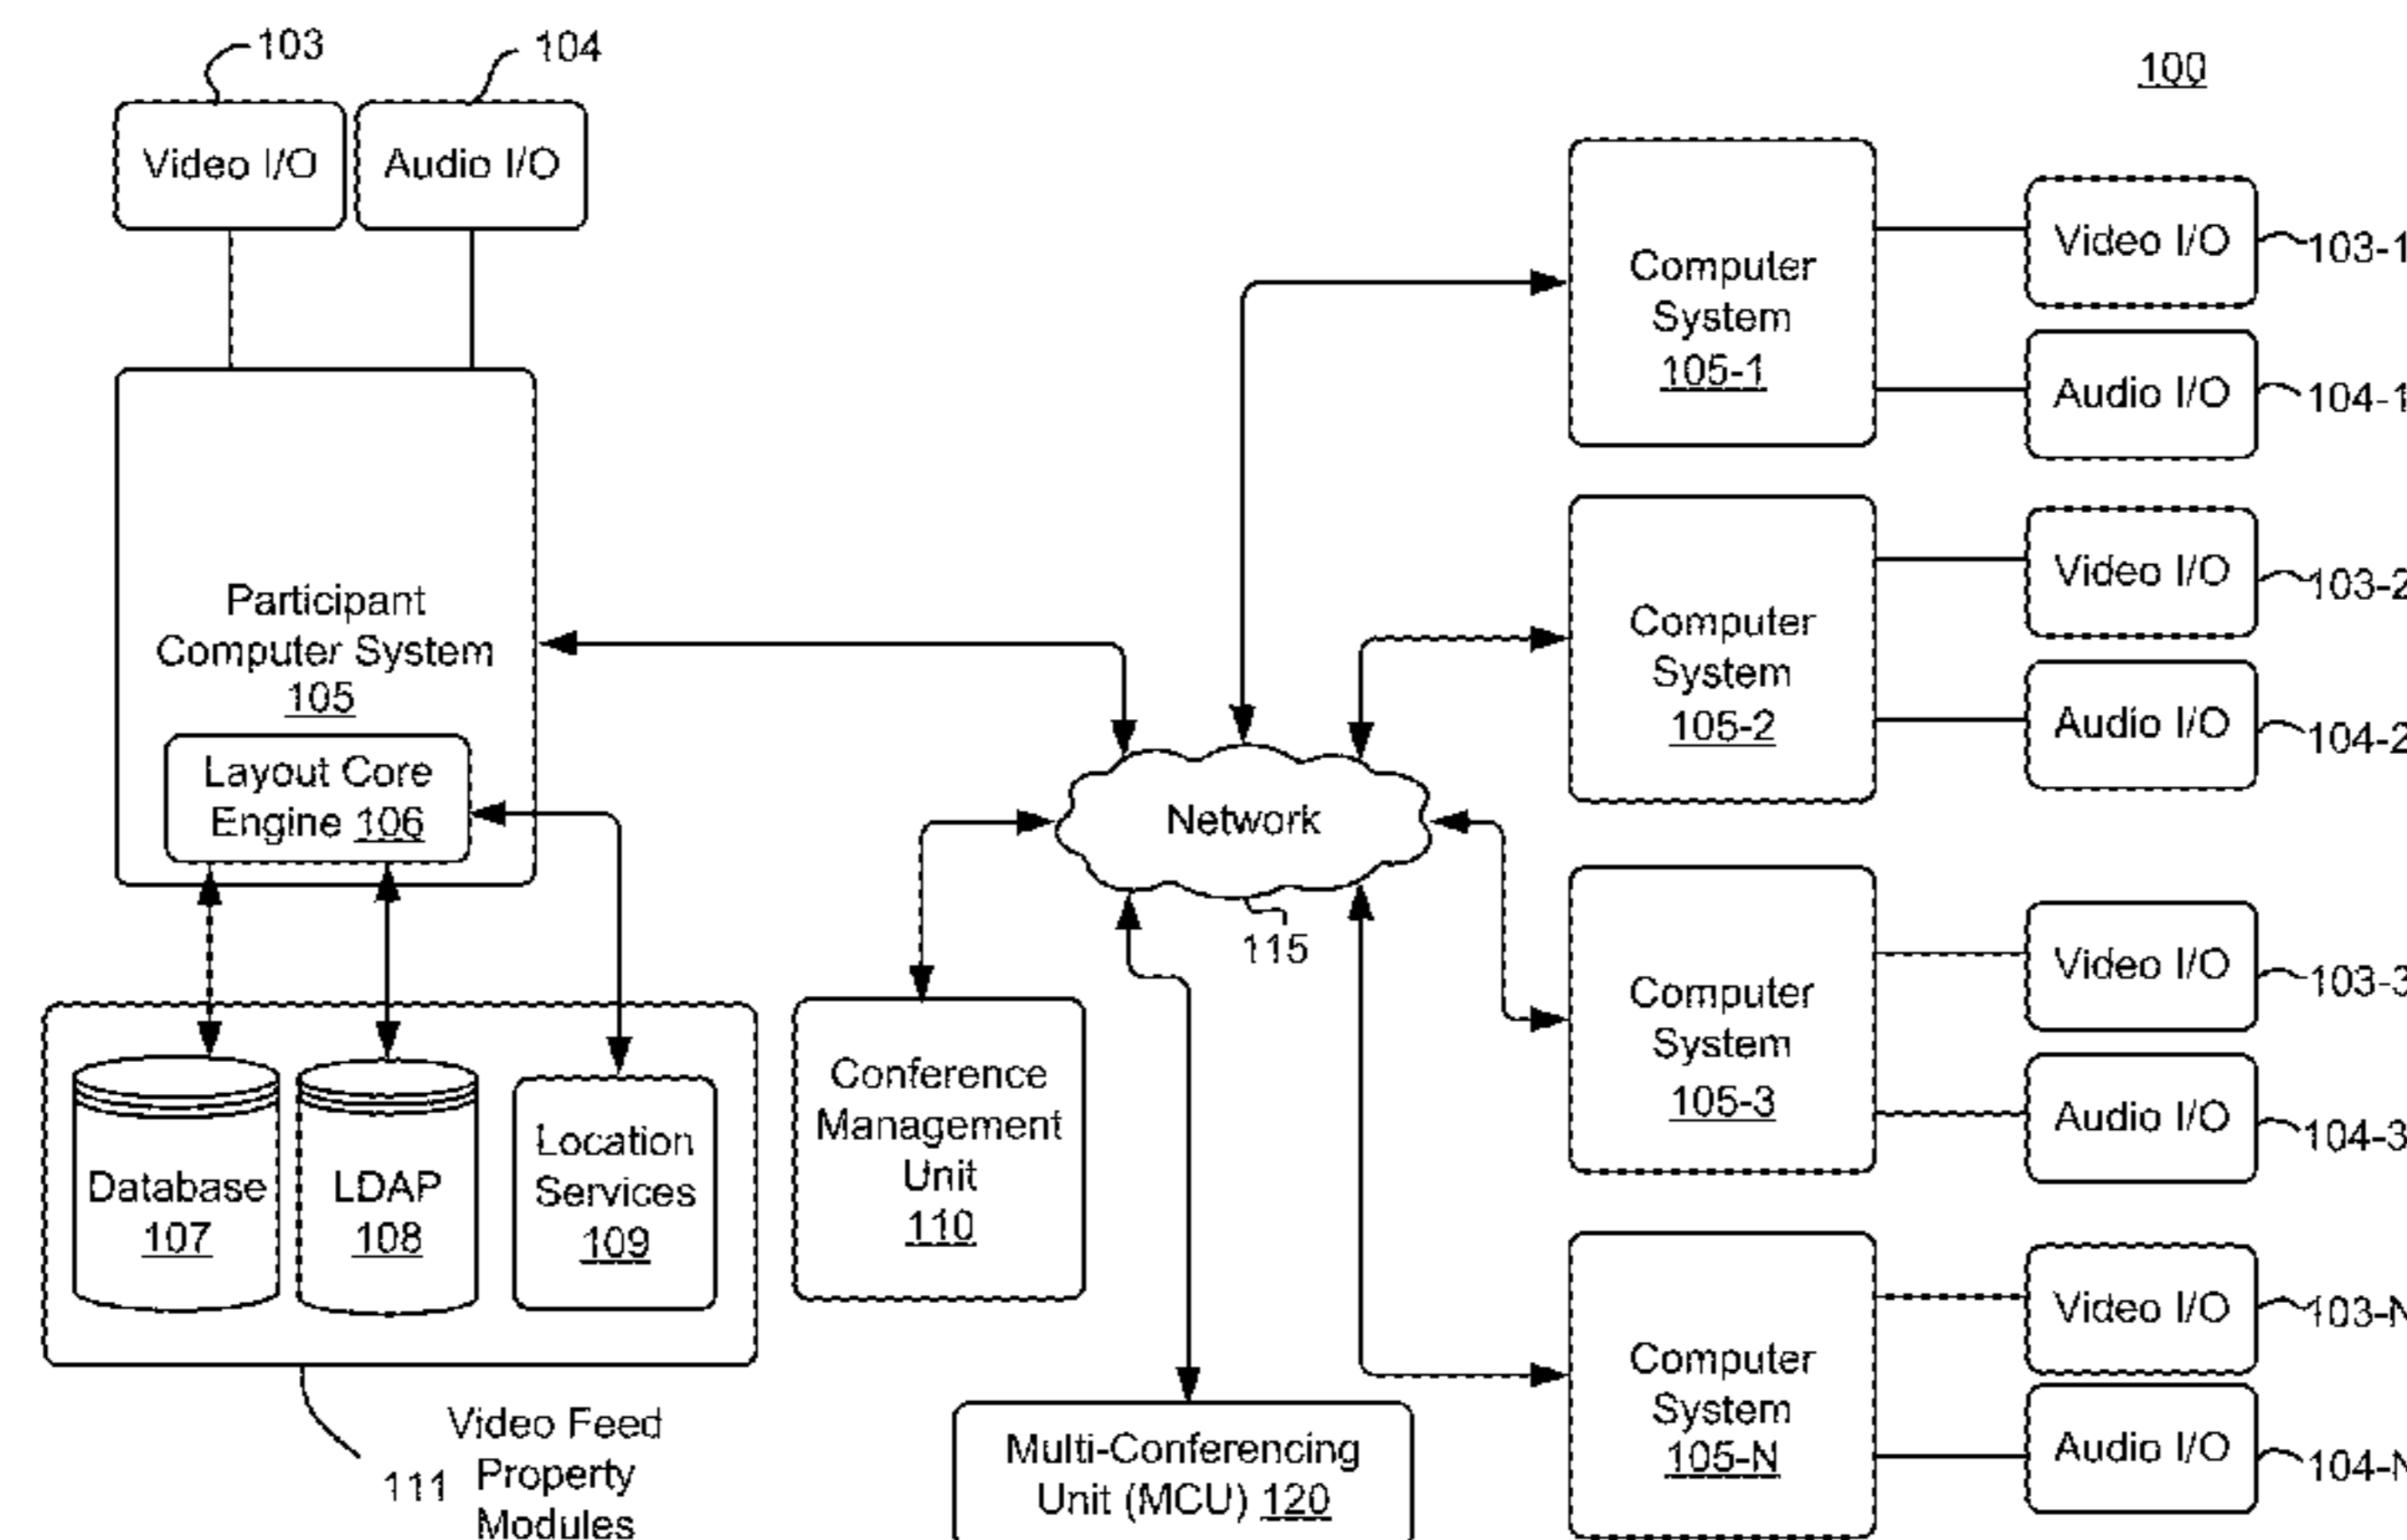 103
104
100
Video I/O
Audio I/O
Participant
Computer System
105
Layout Core
Engine 106
Database
107
LDAP
108
Location
Services
109
111
Video Feed
Property
Modules
Network
115
Conference
Management
Unit
110
Multi-Conferencing
Unit (MCU) 120
Computer
System
105-1
Video I/O
103-1
Audio I/O
104-1
Computer
System
105-2
Video I/O
103-2
Audio I/O
104-2
Computer
System
105-3
Video I/O
103-3
Audio I/O
104-3
Computer
System
105-N
Video I/O
103-N
Audio I/O
104-N